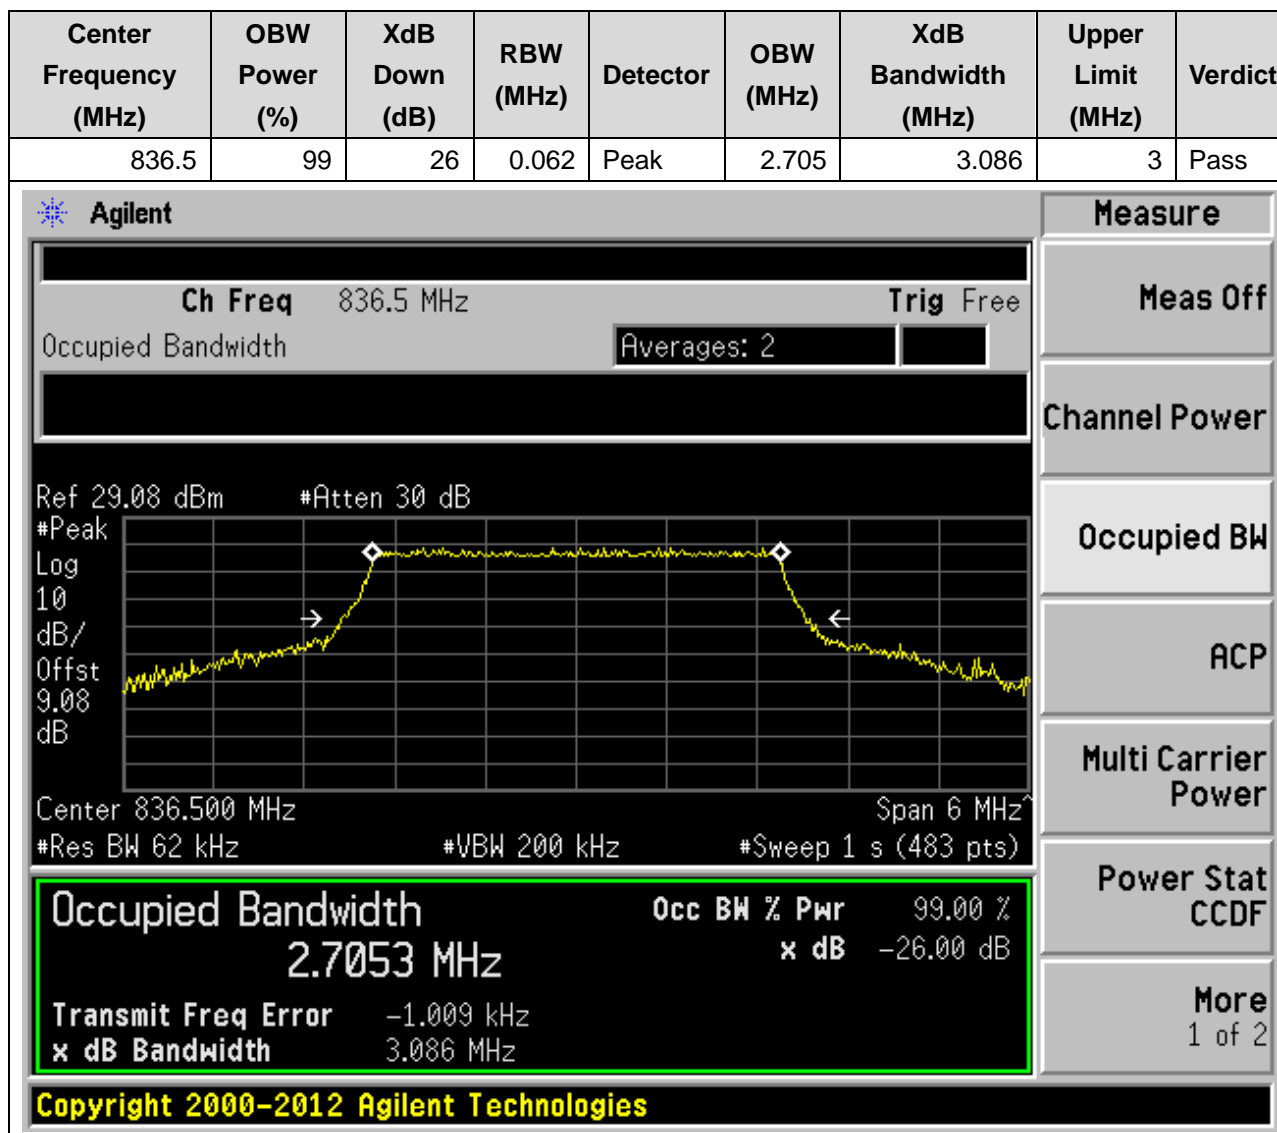 Center Frequency (MHz) OBW Power (%) XdB Down (dB) RBW (MHz) Detector OBW (MHz) XdB Bandwidth (MHz) Upper Limit (MHz) Verdict
836.5 99 26 0.062 Peak 2.705 3.086 3 Pass
Agilent
Measure
Ch Freq 836.5 MHz Trig Free
Meas Off
Occupied Bandwidth Averages: 2
Channel Power
Ref 29.08 dBm #Atten 30 dB
#Peak
Log
10
dB/
Offst
9.08
dB
Occupied BW
ACP
Multi Carrier
Power
Center 836.500 MHz Span 6 MHz^
#Res BW 62 kHz #VBW 200 kHz #Sweep 1 s (483 pts)
Power Stat
CCDF
Occupied Bandwidth Occ BW % Pwr 99.00 %
2.7053 MHz x dB -26.00 dB
Transmit Freq Error -1.009 kHz
x dB Bandwidth 3.086 MHz
More
1 of 2
Copyright 2000-2012 Agilent Technologies